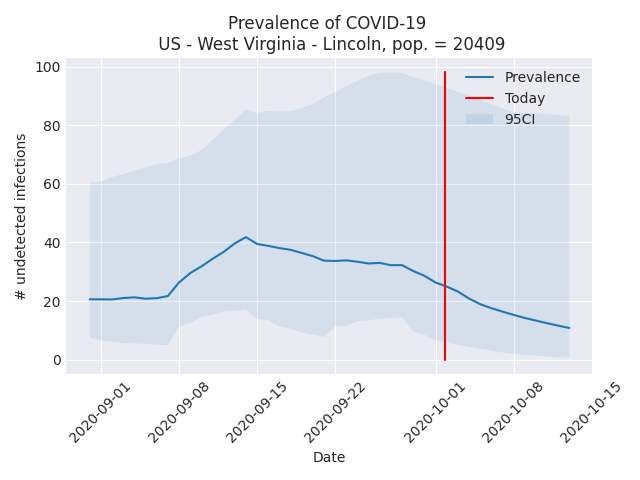 Prevalence of COVID-19
US - West Virginia - Lincoln, pop. = 20409
# undetected infections
100
80
60
40
20
0
Prevalence
Today
95CI
2020-09-01
2020-09-08
2020-09-15
2020-09-22
2020-10-01
2020-10-08
2020-10-15
Date